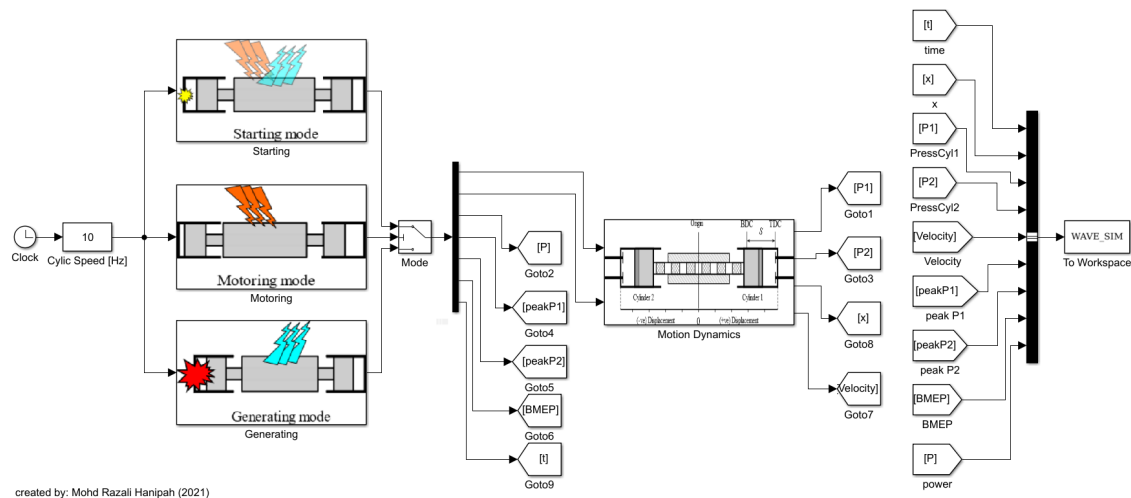 Starting mode
Starting
Motoring mode
Motoring
Generating mode
Generating
Clock
10
Cylic Speed [Hz]
Mode
[P]
Goto2
[peakP1]
Goto4
[peakP2]
Goto5
[BMEP]
Goto6
[t]
Goto9
Origin
BDC
TDC
S
Cylinder 2
Cylinder 1
(-ve) Displacement
0
(+ve) Displacement
Motion Dynamics
[P1]
Goto1
[P2]
Goto3
[x]
Goto8
[Velocity]
Goto7
[t]
time
[x]
x
[P1]
PressCyl1
[P2]
PressCyl2
[Velocity]
Velocity
[peakP1]
peak P1
[peakP2]
peak P2
[BMEP]
BMEP
[P]
power
WAVE_SIM
To Workspace
created by: Mohd Razali Hanipah (2021)